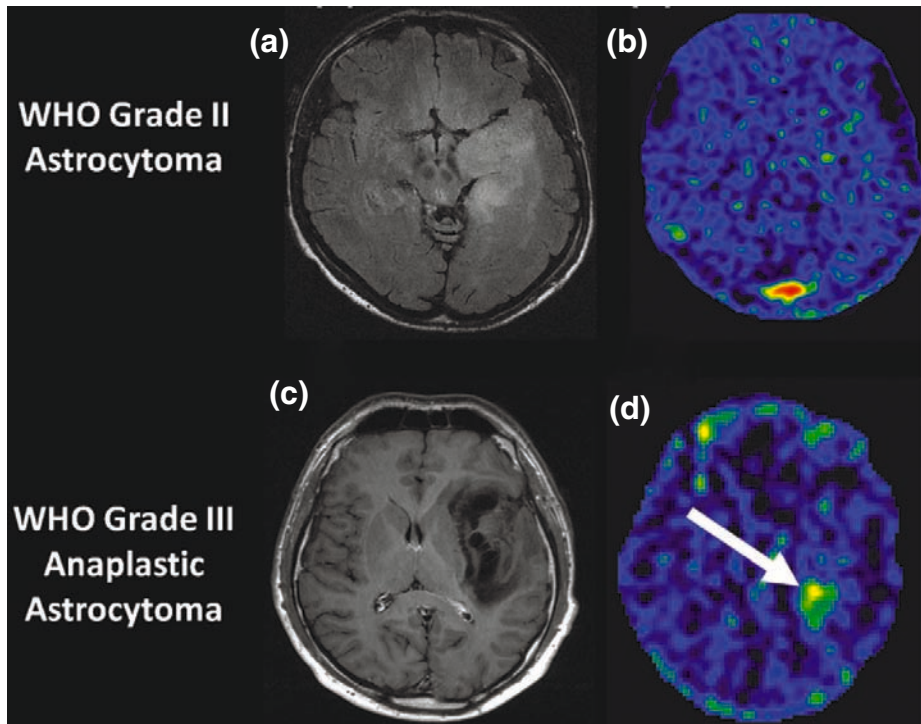 (a)
(b)
WHO Grade II
Astrocytoma
(c)
(d)
WHO Grade III
Anaplastic
Astrocytoma